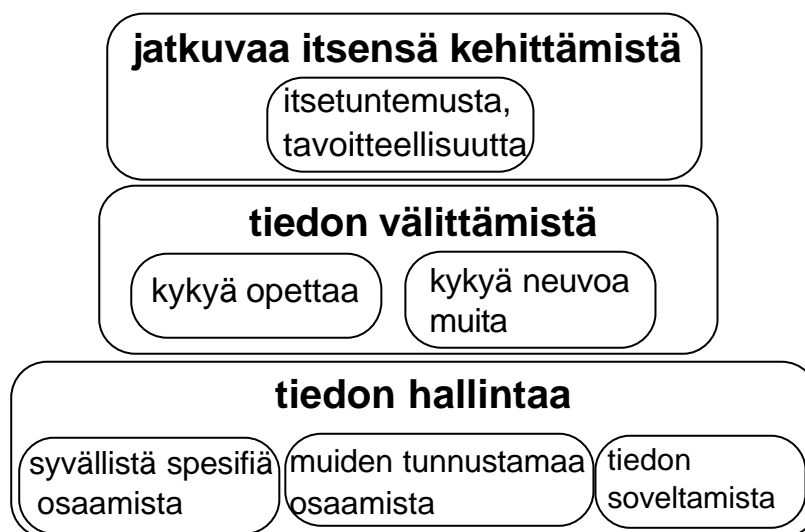 jatkuvaa itsensä kehittämistä
itsetuntemusta,
tavoitteellisuutta
tiedon välittämistä
kykyä opettaa
kykyä neuvoa
muita
tiedon hallintaa
syvällistä spesifiä
osaamista
muiden tunnustamaa
osaamista
tiedon
soveltamista